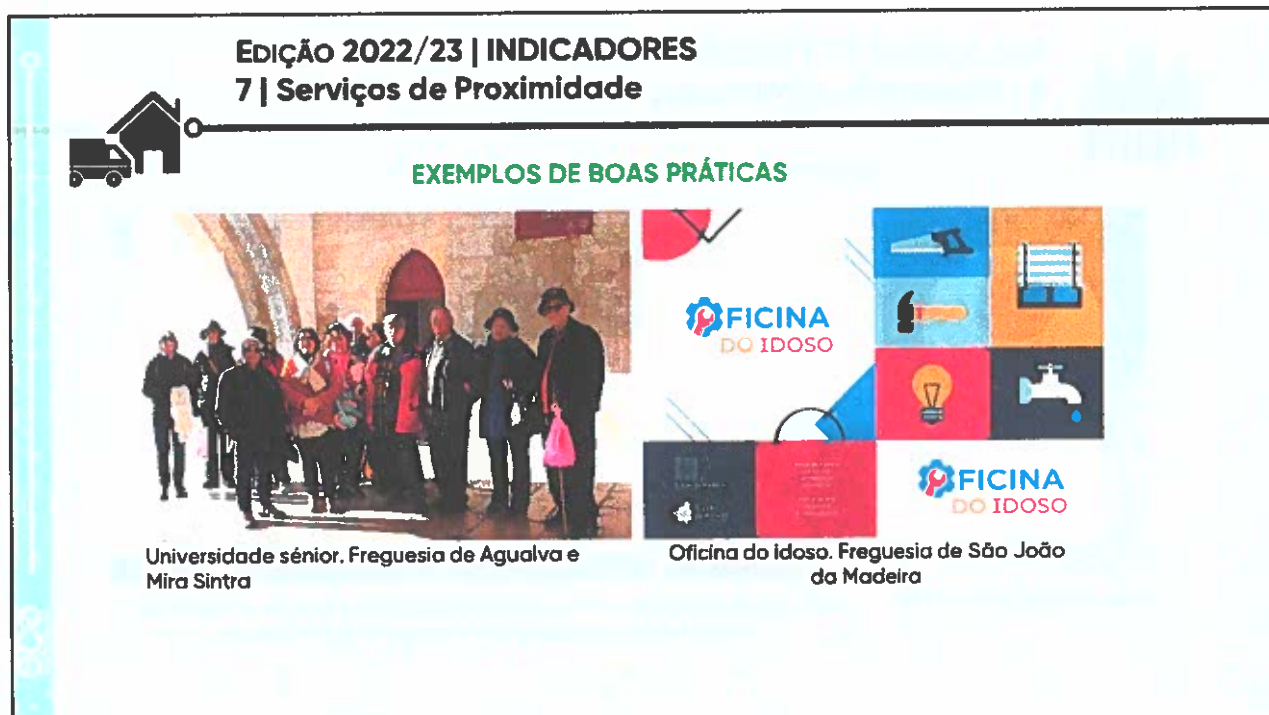 EDIÇÃO 2022/23 | INDICADORES
7 | Serviços de Proximidade
EXEMPLOS DE BOAS PRÁTICAS
OFICINA
DO IDOSO
OFICINA
DO IDOSO
Universidade sénior. Freguesia de Agualva e
Mira Sintra
Oficina do idoso. Freguesia de São João
da Madeira